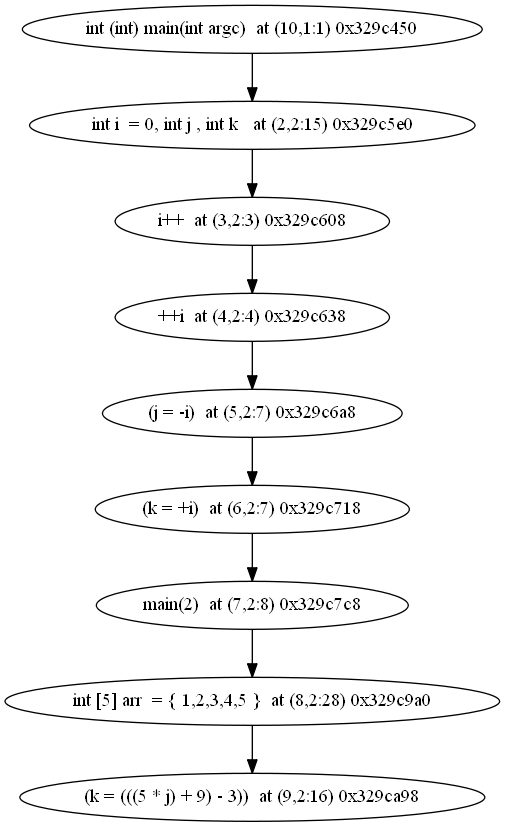 int (int) main(int argc)  at (10,1:1) 0x329c450
int i  = 0, int j , int k   at (2,2:15) 0x329c5e0
i++  at (3,2:3) 0x329c608
++i  at (4,2:4) 0x329c638
(j = -i)  at (5,2:7) 0x329c6a8
(k = +i)  at (6,2:7) 0x329c718
main(2)  at (7,2:8) 0x329c7c8
int [5] arr  = { 1,2,3,4,5 }  at (8,2:28) 0x329c9a0
(k = (((5 * j) + 9) - 3))  at (9,2:16) 0x329ca98